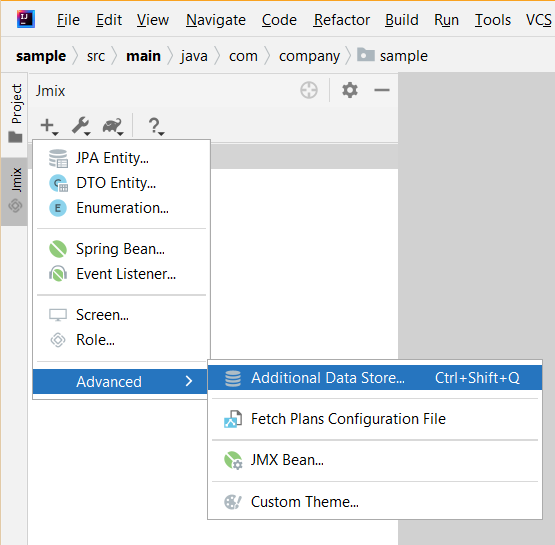 IJ File Edit View Navigate Code Refactor Build Run Tools VCS
sample src main java com company sample
Project
Jmix
Jmix
?
JPA Entity...
DTO Entity...
E Enumeration...
Spring Bean...
Event Listener...
Screen...
Role...
Advanced
Additional Data Store... Ctrl+Shift+Q
Fetch Plans Configuration File
JMX Bean...
Custom Theme...